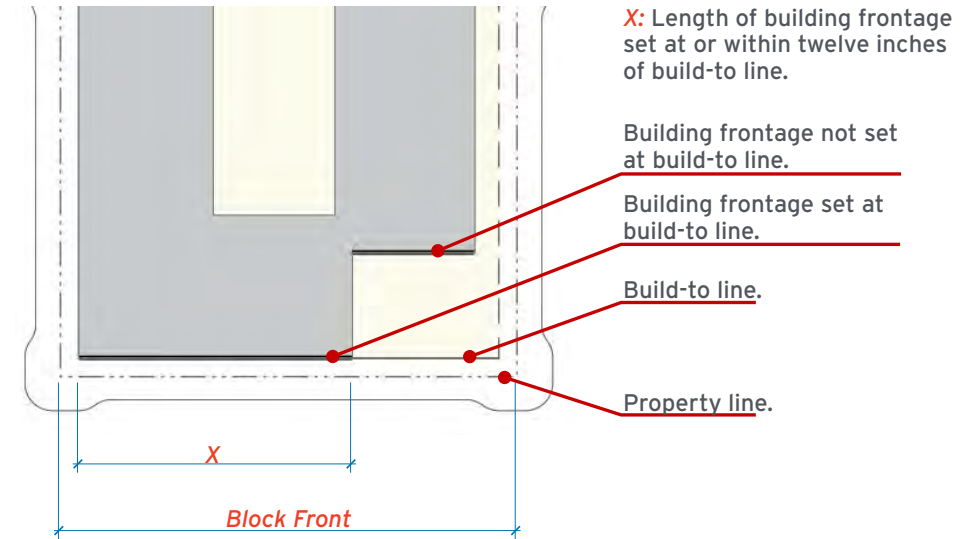 X: Length of building frontage
set at or within twelve inches
of build-to line.
Building frontage not set
at build-to line.
Building frontage set at
build-to line.
Build-to line.
Property line.
X
Block Front